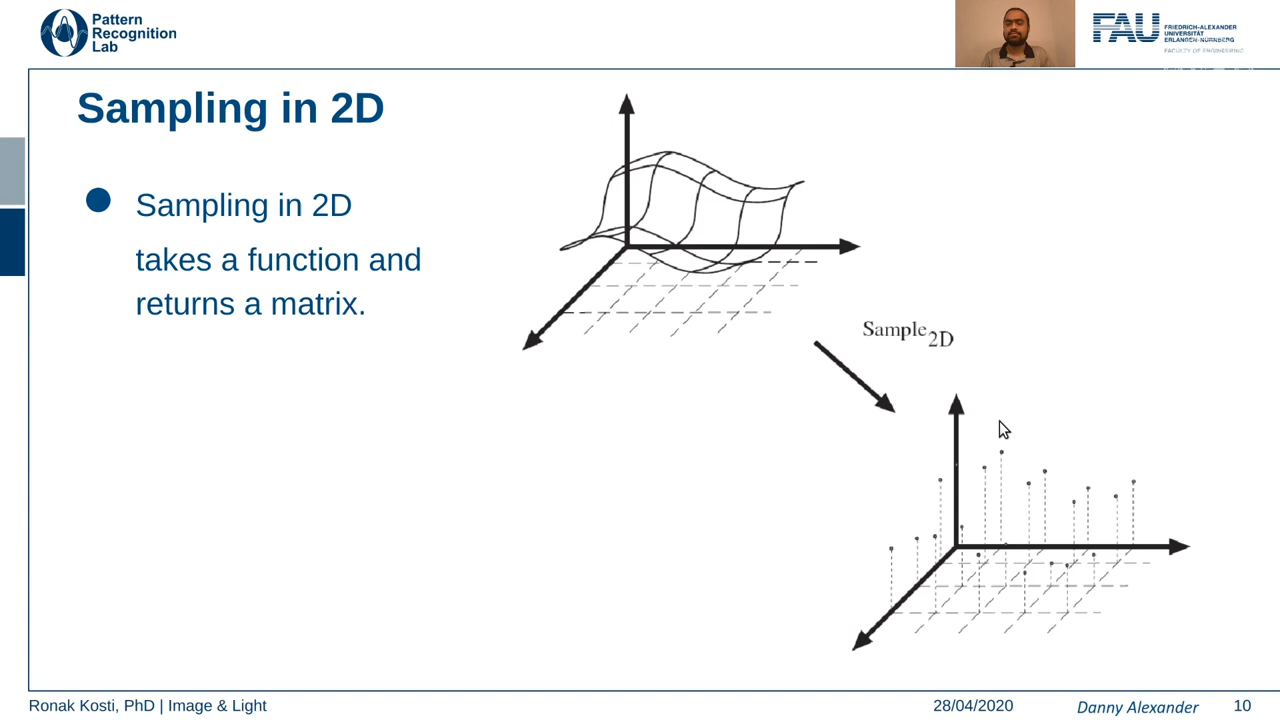 Pattern
Recognition
Lab
FAU
FRIEDRICH-ALEXANDER
UNIVERSITÄT
ERLANGEN-NÜRNBERG
FACULTY OF ENGINEERING
Sampling in 2D
Sampling in 2D
takes a function and
returns a matrix.
Sample2D
Ronak Kosti, PhD | Image & Light
28/04/2020
Danny Alexander
10